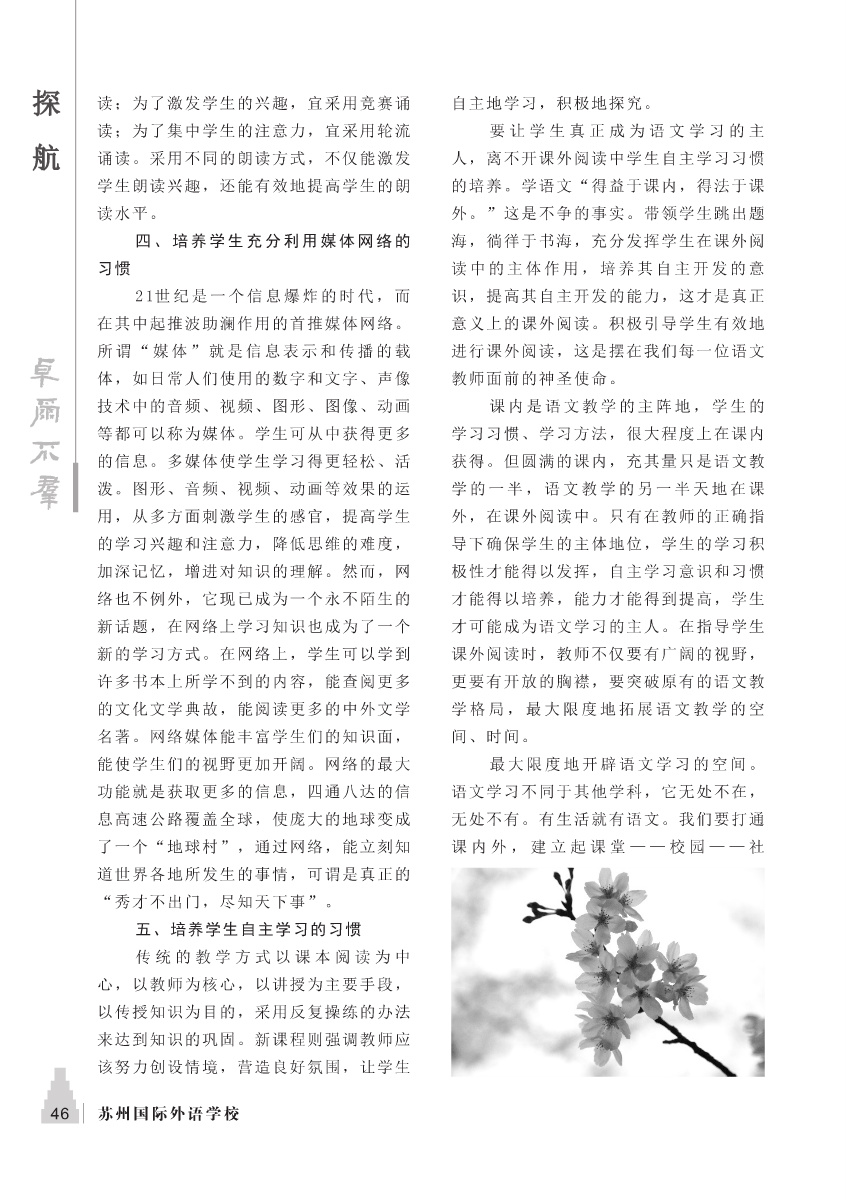 探
航
卓尔不群
读；为了激发学生的兴趣，宜采用竞赛诵
读；为了集中学生的注意力，宜采用轮流
诵读。采用不同的朗读方式，不仅能激发
学生朗读兴趣，还能有效地提高学生的朗
读水平。
四、培养学生充分利用媒体网络的
习惯
21世纪是一个信息爆炸的时代，而
在其中起推波助澜作用的首推媒体网络。
所谓“媒体”就是信息表示和传播的载
体，如日常人们使用的数字和文字、声像
技术中的音频、视频、图形、图像、动画
等都可以称为媒体。学生可从中获得更多
的信息。多媒体使学生学习得更轻松、活
泼。图形、音频、视频、动画等效果的运
用，从多方面刺激学生的感官，提高学生
的学习兴趣和注意力，降低思维的难度，
加深记忆，增进对知识的理解。然而，网
络也不例外，它现已成为一个永不陌生的
新话题，在网络上学习知识也成为了一个
新的学习方式。在网络上，学生可以学到
许多书本上所学不到的内容，能查阅更多
的文化文学典故，能阅读更多的中外文学
名著。网络媒体能丰富学生们的知识面，
能使学生们的视野更加开阔。网络的最大
功能就是获取更多的信息，四通八达的信
息高速公路覆盖全球，使庞大的地球变成
了一个“地球村”，通过网络，能立刻知
道世界各地所发生的事情，可谓是真正的
“秀才不出门，尽知天下事”。
五、培养学生自主学习的习惯
传统的教学方式以课本阅读为中
心，以教师为核心，以讲授为主要手段，
以传授知识为目的，采用反复操练的办法
来达到知识的巩固。新课程则强调教师应
该努力创设情境，营造良好氛围，让学生
自主地学习，积极地探究。
要让学生真正成为语文学习的主
人，离不开课外阅读中学生自主学习习惯
的培养。学语文“得益于课内，得法于课
外。”这是不争的事实。带领学生跳出题
海，徜徉于书海，充分发挥学生在课外阅
读中的主体作用，培养其自主开发的意
识，提高其自主开发的能力，这才是真正
意义上的课外阅读。积极引导学生有效地
进行课外阅读，这是摆在我们每一位语文
教师面前的神圣使命。
课内是语文教学的主阵地，学生的
学习习惯、学习方法，很大程度上在课内
获得。但圆满的课内，充其量只是语文教
学的一半，语文教学的另一半天地在课
外，在课外阅读中。只有在教师的正确指
导下确保学生的主体地位，学生的学习积
极性才能得以发挥，自主学习意识和习惯
才能得以培养，能力才能得到提高，学生
才可能成为语文学习的主人。在指导学生
课外阅读时，教师不仅要有广阔的视野，
更要有开放的胸襟，要突破原有的语文教
学格局，最大限度地拓展语文教学的空
间、时间。
最大限度地开辟语文学习的空间。
语文学习不同于其他学科，它无处不在，
无处不有。有生活就有语文。我们要打通
课内外，建立起课堂——校园——社
46
苏州国际外语学校